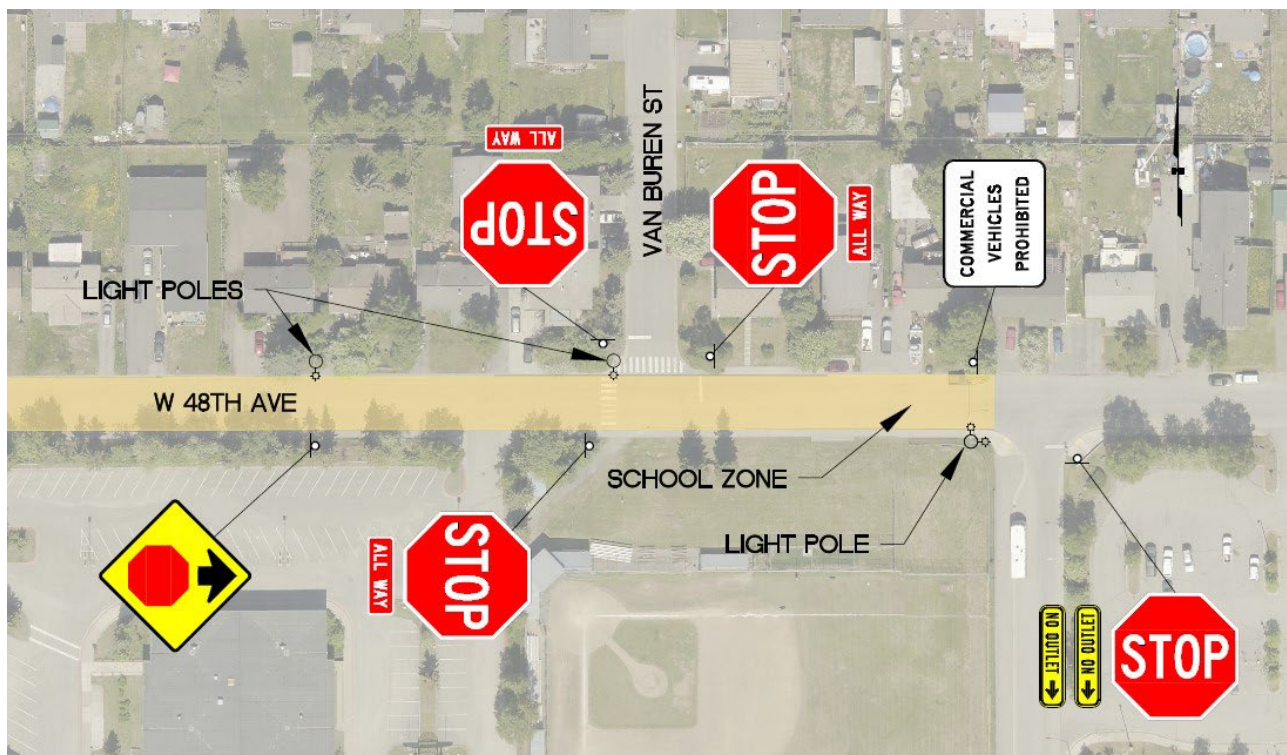 VAN BUREN ST
ALL WAY
STOP
STOP
ALL WAY
COMMERCIAL
VEHICLES
PROHIBITED
LIGHT POLES
W 48TH AVE
SCHOOL ZONE
LIGHT POLE
ALL WAY
STOP
NO OUTLET
NO OUTLET
STOP